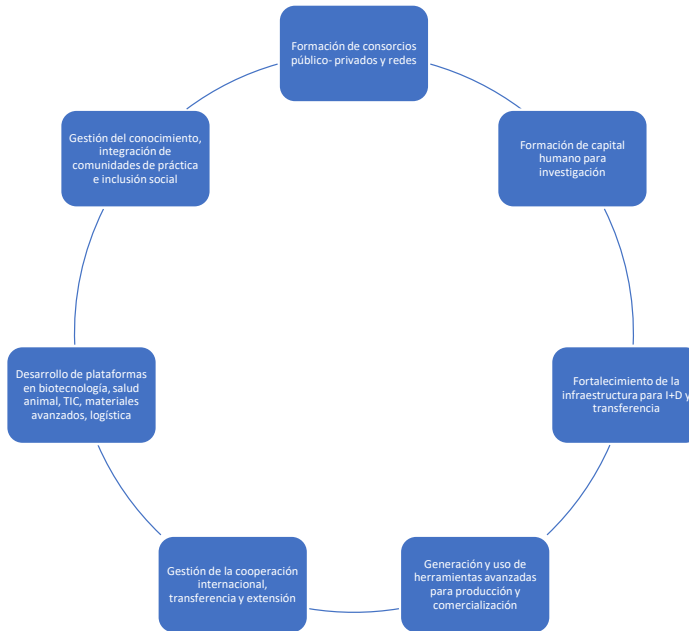 Formación de consorcios
público- privados y redes
Formación de capital
humano para
investigación
Fortalecimiento de la
infraestructura para I+D y
transferencia
Generación y uso de
herramientas avanzadas
para producción y
comercialización
Gestión de la cooperación
internacional,
transferencia y extensión
Desarrollo de plataformas
en biotecnología, salud
animal, TIC, materiales
avanzados, logística
Gestión del conocimiento,
integración de
comunidades de práctica
e inclusión social